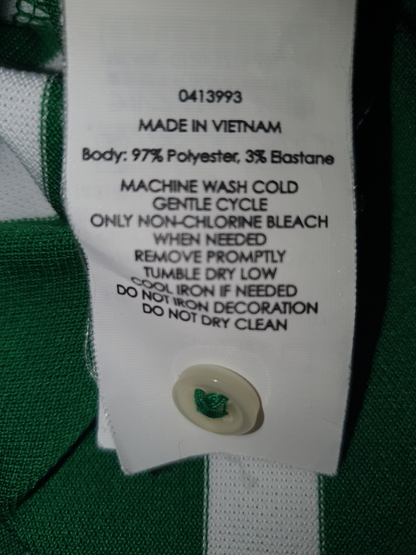 0413993
MADE IN VIETNAM
Body: 97% Polyester, 3% Elastane
MACHINE WASH COLD
GENTLE CYCLE
ONLY NON-CHLORINE BLEACH
WHEN NEEDED
REMOVE PROMPTLY
TUMBLE DRY LOW
COOL IRON IF NEEDED
DO NOT IRON DECORATION
DO NOT DRY CLEAN